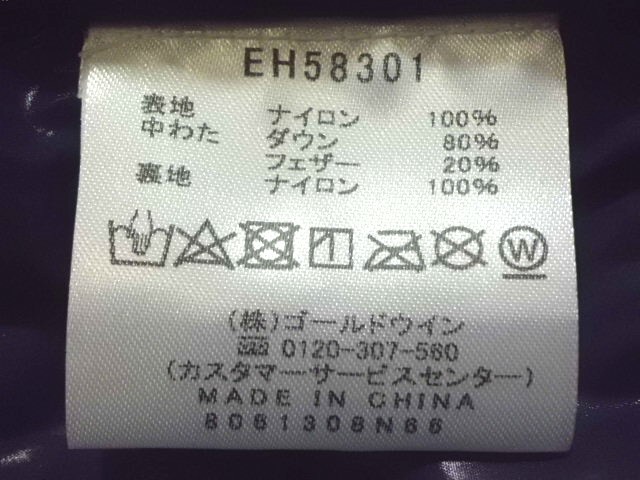 EH58301
表地 ナイロン 100%
中わた ダウン 80%
フェザー 20%
裏地 ナイロン 100%
W
(株)ゴールドウイン
0120-307-560
(カスタマーサービスセンター)
MADE IN CHINA
8081308N66